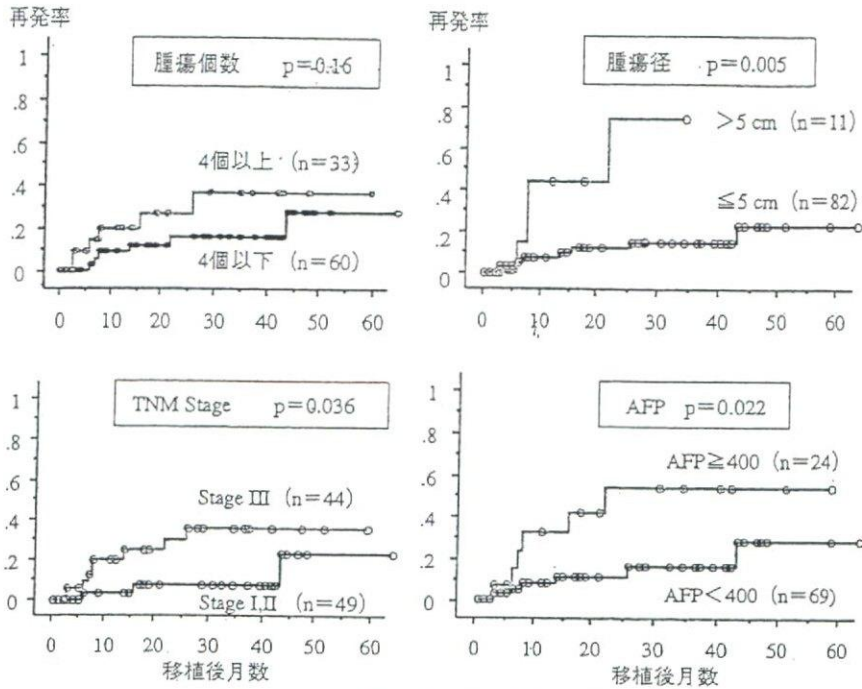 再発率
腫瘍個数 p=0.16
1
.8
.6
.4
.2
0
4個以上 (n=33)
4個以下 (n=60)
0 10 20 30 40 50 60
再発率
腫瘍径 p=0.005
1
.8
.6
.4
.2
0
>5 cm (n=11)
≦5 cm (n=82)
0 10 20 30 40 50 60
TNM Stage p=0.036
1
.8
.6
.4
.2
0
Stage III (n=44)
Stage I,II (n=49)
0 10 20 30 40 50 60
移植後月数
AFP p=0.022
1
.8
.6
.4
.2
0
AFP≧400 (n=24)
AFP<400 (n=69)
0 10 20 30 40 50 60
移植後月数